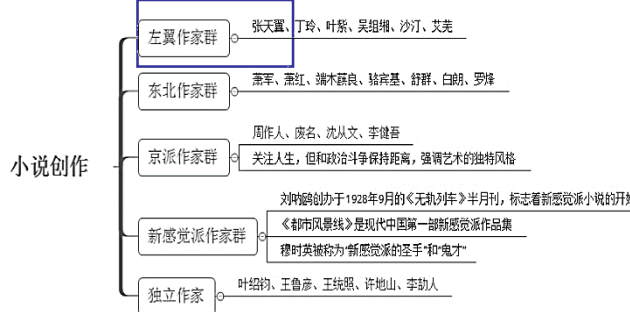 小说创作
左翼作家群
张天翼、丁玲、叶紫、吴组缃、沙汀、艾芜
东北作家群
萧军、萧红、端木蕻良、骆宾基、舒群、白朗、罗烽
京派作家群
周作人、废名、沈从文、李健吾
关注人生，但和政治斗争保持距离，强调艺术的独特风格
新感觉派作家群
刘呐鸥创办于1928年9月的《无轨列车》半月刊，标志着新感觉派小说的开始
《都市风景线》是现代中国第一部新感觉派作品集
穆时英被称为“新感觉派的圣手”和“鬼才”
独立作家
叶绍钧、王鲁彦、王统照、许地山、李劼人